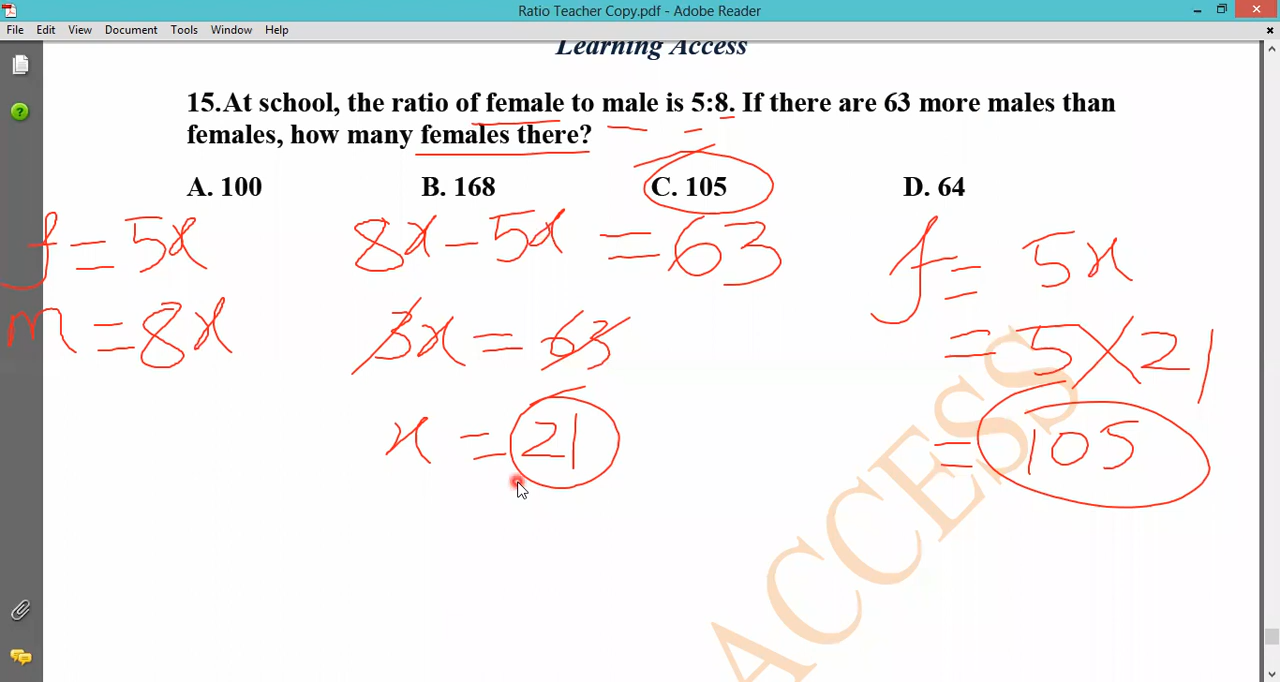 Ratio Teacher Copy.pdf - Adobe Reader
File Edit View Document Tools Window Help
Learning Access
15.At school, the ratio of female to male is 5:8. If there are 63 more males than
females, how many females there?
A. 100 B. 168 C. 105 D. 64
f = 5x 8x - 5x = 63 f = 5x
m = 8x 3x = 63 = 5 × 21
x = 21 = 105
ACCESS